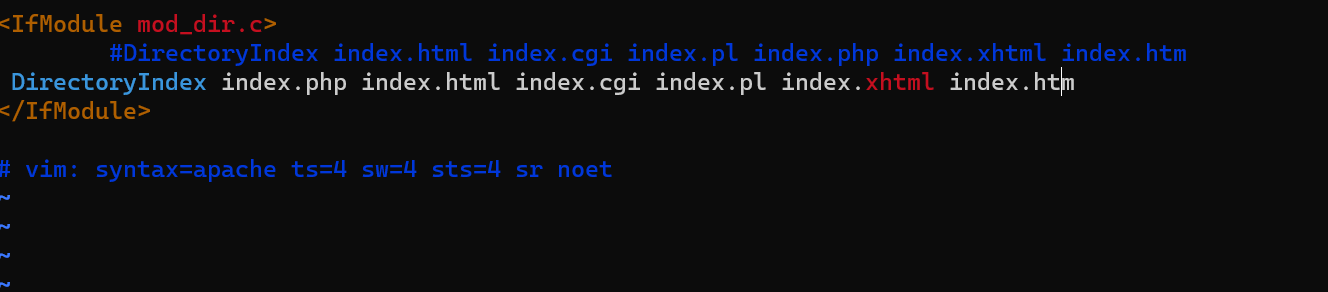 <IfModule mod_dir.c>
#DirectoryIndex index.html index.cgi index.pl index.php index.xhtml index.htm
DirectoryIndex index.php index.html index.cgi index.pl index.xhtml index.htm
</IfModule>
# vim: syntax=apache ts=4 sw=4 sts=4 sr noet
~
~
~
~